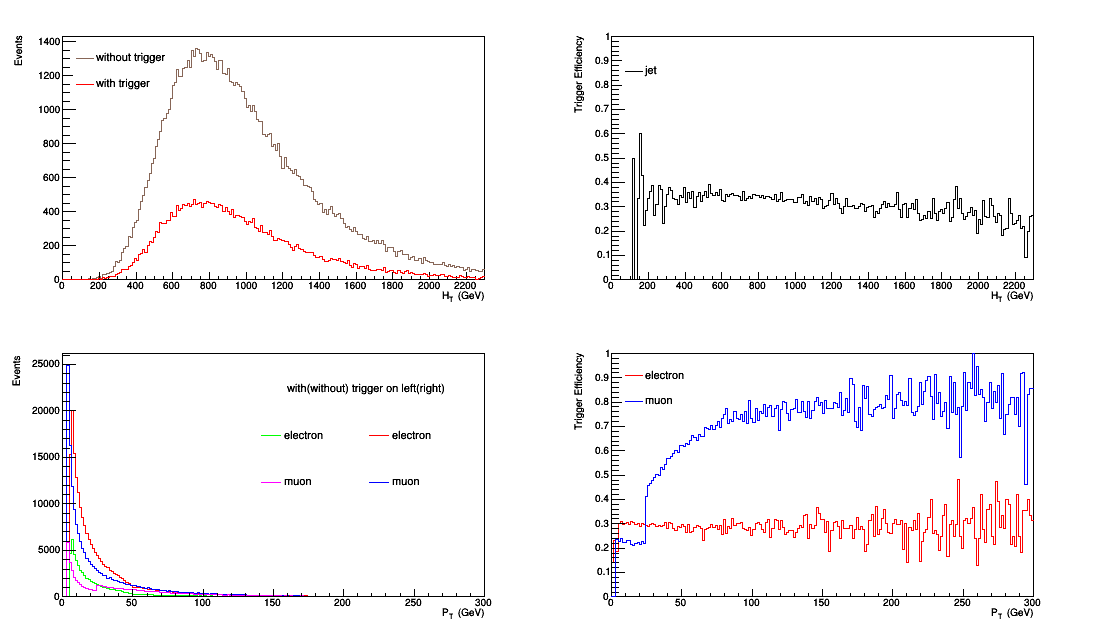 Events
1400
1200
1000
800
600
400
200
0
without trigger
with trigger
0 200 400 600 800 1000 1200 1400 1600 1800 2000 2200
H_T (GeV)
Trigger Efficiency
1
0.9
0.8
0.7
0.6
0.5
0.4
0.3
0.2
0.1
0
jet
200 400 600 800 1000 1200 1400 1600 1800 2000 2200
H_T (GeV)
Events
25000
20000
15000
10000
5000
0
with(without) trigger on left(right)
electron electron
muon muon
0 50 100 150 200 250 300
P_T (GeV)
Trigger Efficiency
1
0.9
0.8
0.7
0.6
0.5
0.4
0.3
0.2
0.1
0
electron
muon
50 100 150 200 250 300
P_T (GeV)